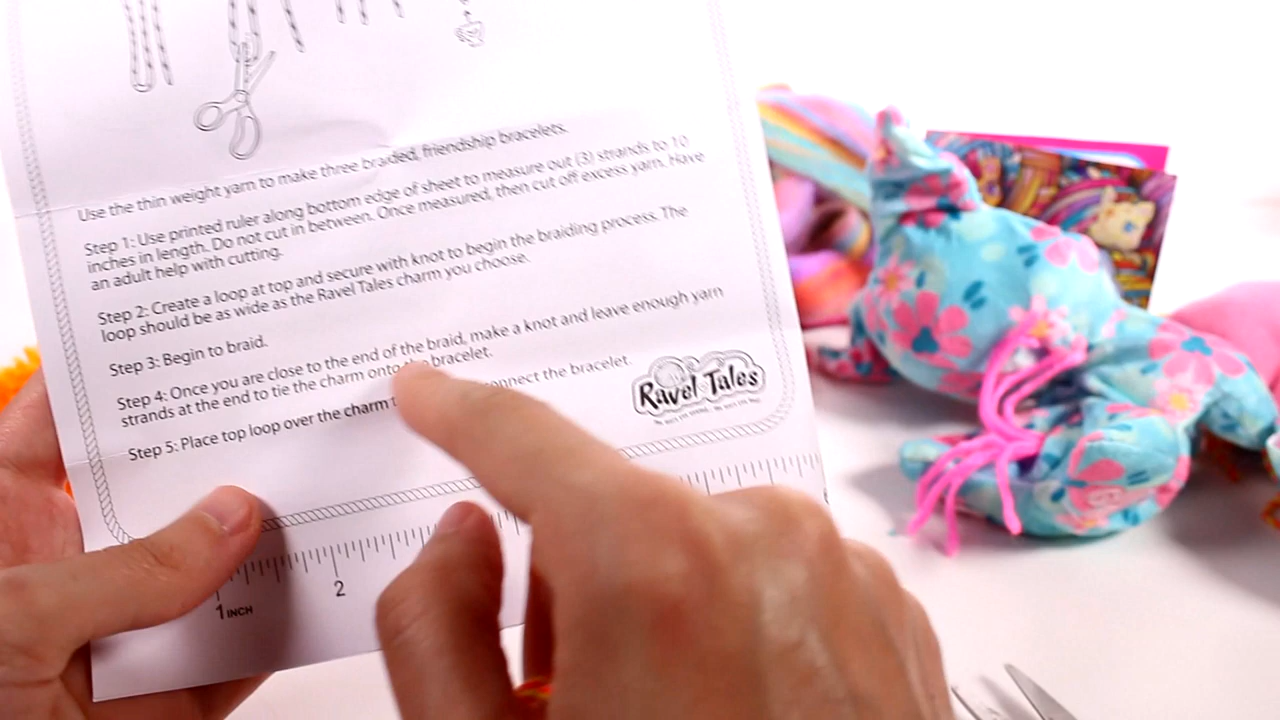 Use the thin weight yarn to make three braided, friendship bracelets.
Step 1: Use printed ruler along bottom edge of sheet to measure out (3) strands to 10
inches in length. Do not cut in between. Once measured, then cut off excess yarn. Have
an adult help with cutting.
Step 2: Create a loop at top and secure with knot to begin the braiding process. The
loop should be as wide as the Ravel Tales charm you choose.
Step 3: Begin to braid.
Step 4: Once you are close to the end of the braid, make a knot and leave enough yarn
strands at the end to tie the charm onto bracelet.
Step 5: Place top loop over the charm connect the bracelet.
Ravel Tales
1 INCH
2